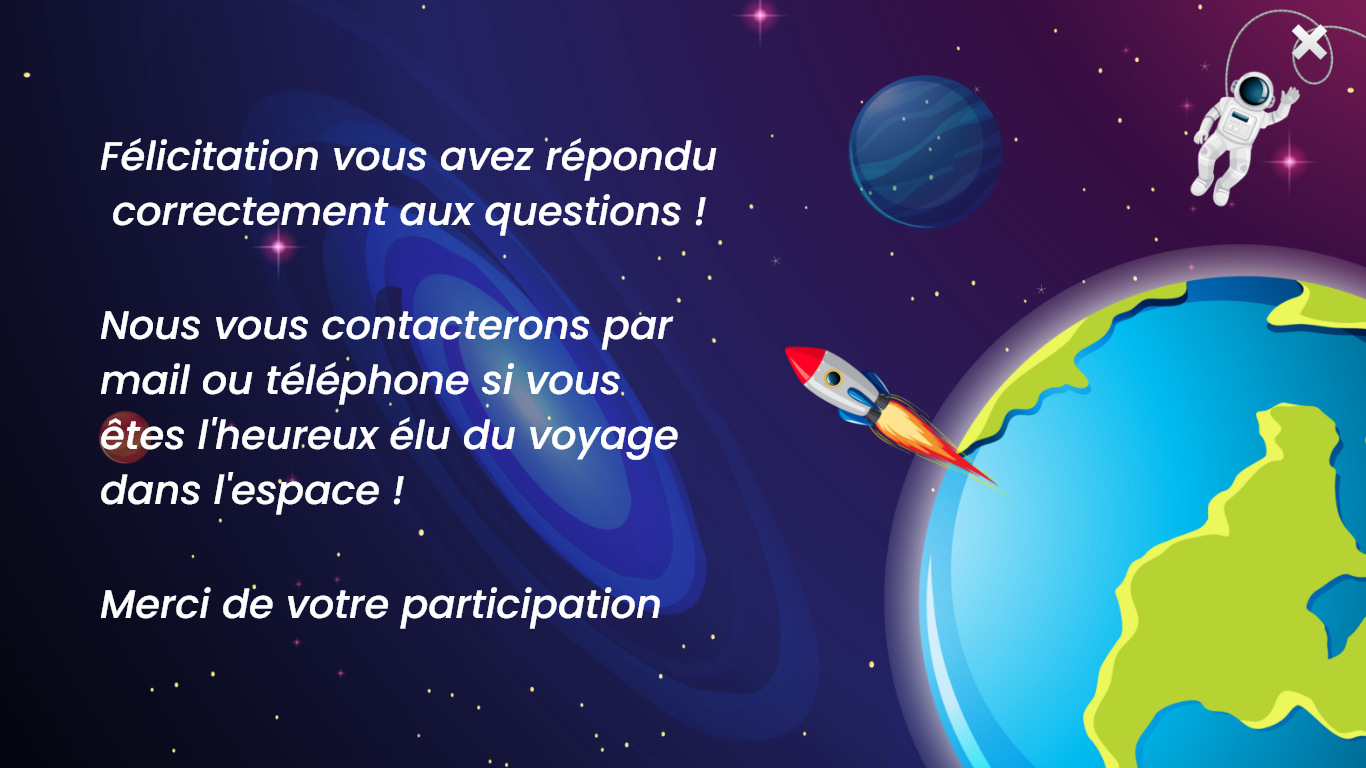 Félicitation vous avez répondu
correctement aux questions !
Nous vous contacterons par
mail ou téléphone si vous
êtes l'heureux élu du voyage
dans l'espace !
Merci de votre participation